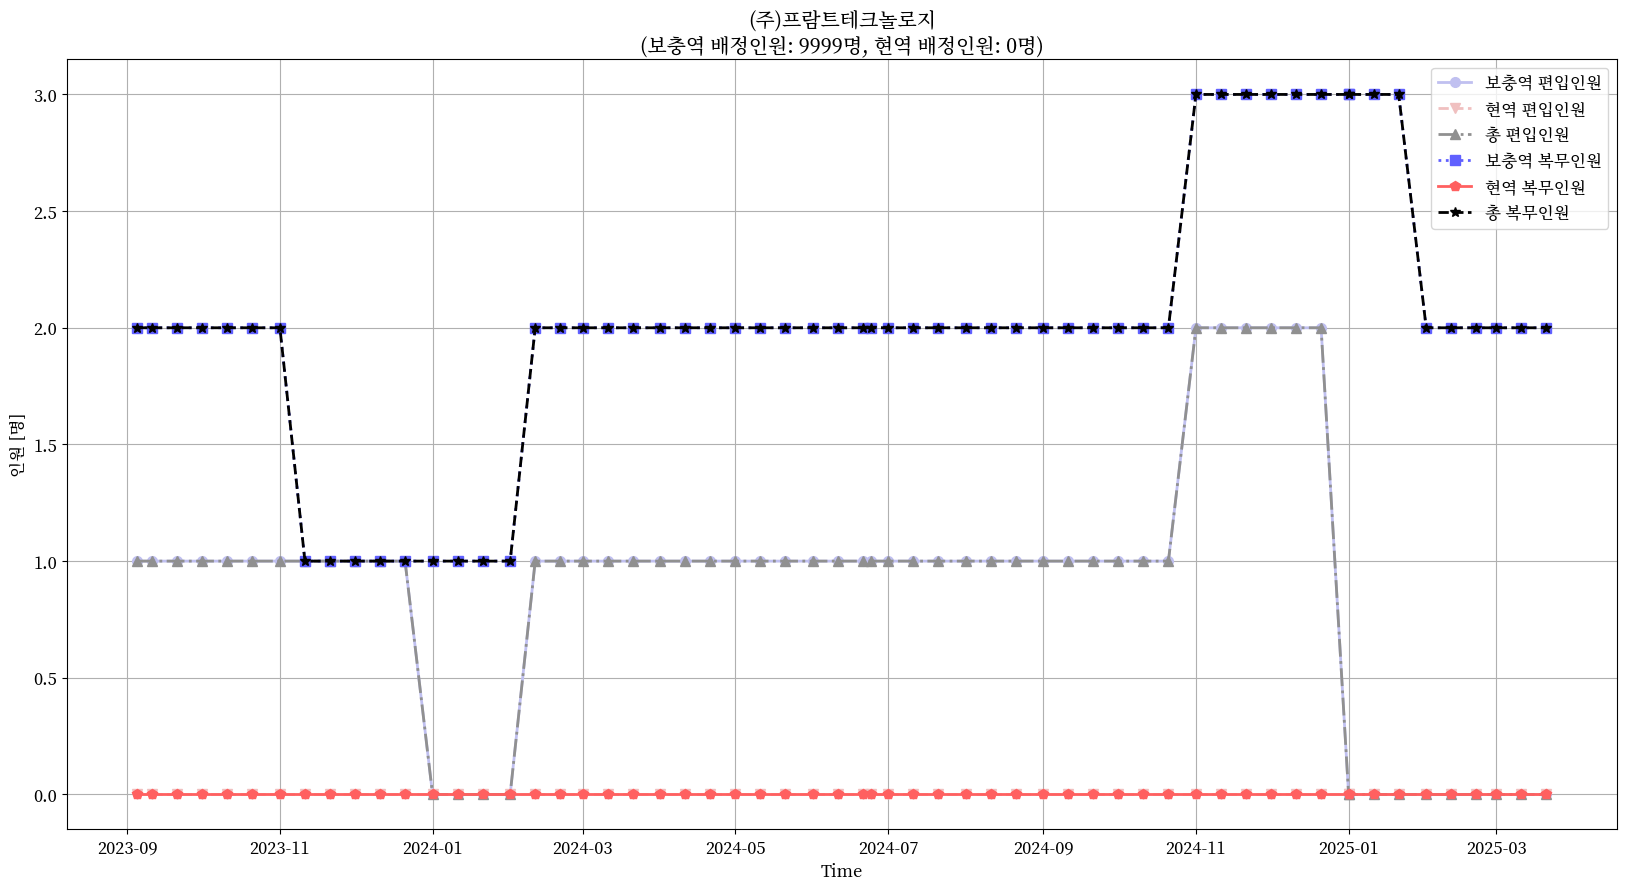 (주)프람트테크놀로지
(보충역 배정인원: 9999명, 현역 배정인원: 0명)
보충역 편입인원
현역 편입인원
총 편입인원
보충역 복무인원
현역 복무인원
총 복무인원
3.0
2.5
2.0
1.5
1.0
0.5
0.0
인원 [명]
2023-09 2023-11 2024-01 2024-03 2024-05 2024-07 2024-09 2024-11 2025-01 2025-03
Time